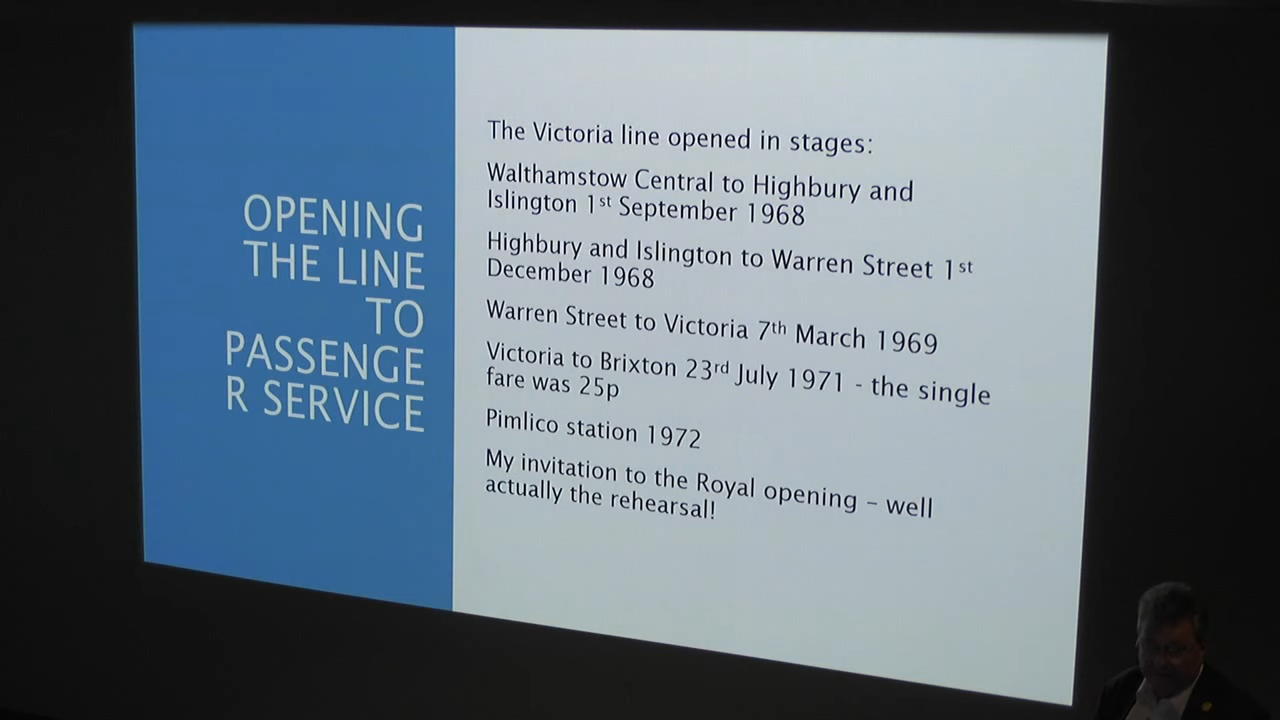 OPENING
THE LINE
TO
PASSENGE
R SERVICE
The Victoria line opened in stages:
Walthamstow Central to Highbury and
Islington 1st September 1968
Highbury and Islington to Warren Street 1st
December 1968
Warren Street to Victoria 7th March 1969
Victoria to Brixton 23rd July 1971 - the single
fare was 25p
Pimlico station 1972
My invitation to the Royal opening – well
actually the rehearsal!